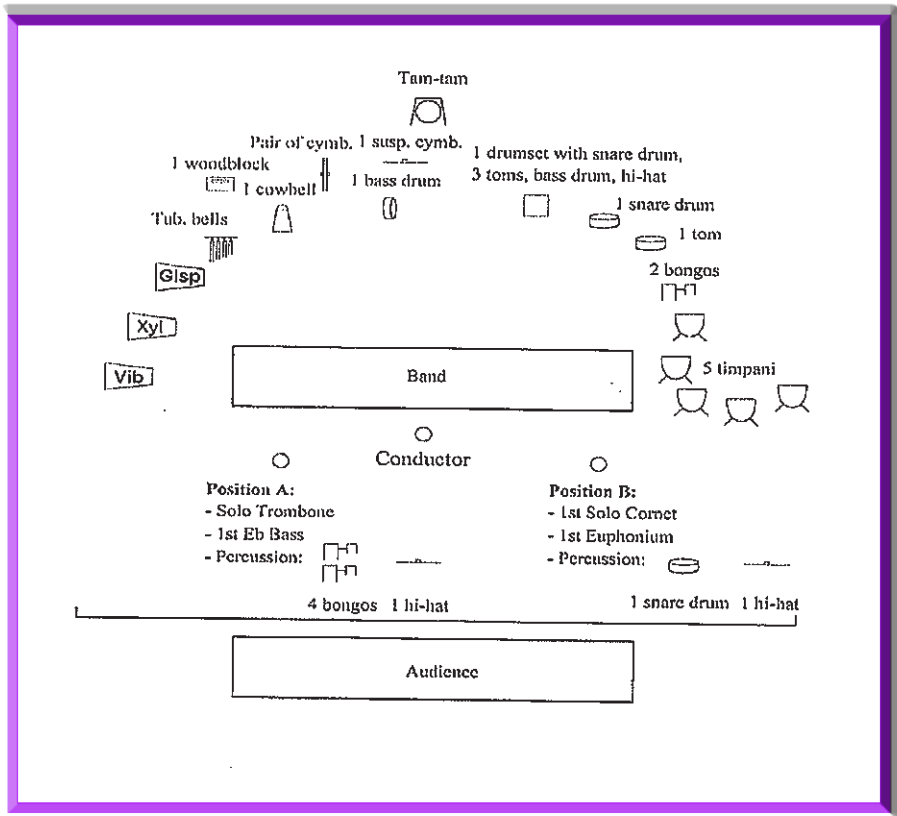 Tam-tam
Pair of cymb. 1 susp. cymb.
1 drumset with snare drum,
3 toms, bass drum, hi-hat
1 woodblock
1 cowbell
1 bass drum
1 snare drum
Tub. bells
1 tom
Glsp
2 bongos
Xyl
Vib
Band
5 timpani
Conductor
Position A:
- Solo Trombone
- 1st Eb Bass
- Percussion:
4 bongos 1 hi-hat
Position B:
- 1st Solo Cornet
- 1st Euphonium
- Percussion:
1 snare drum 1 hi-hat
Audience